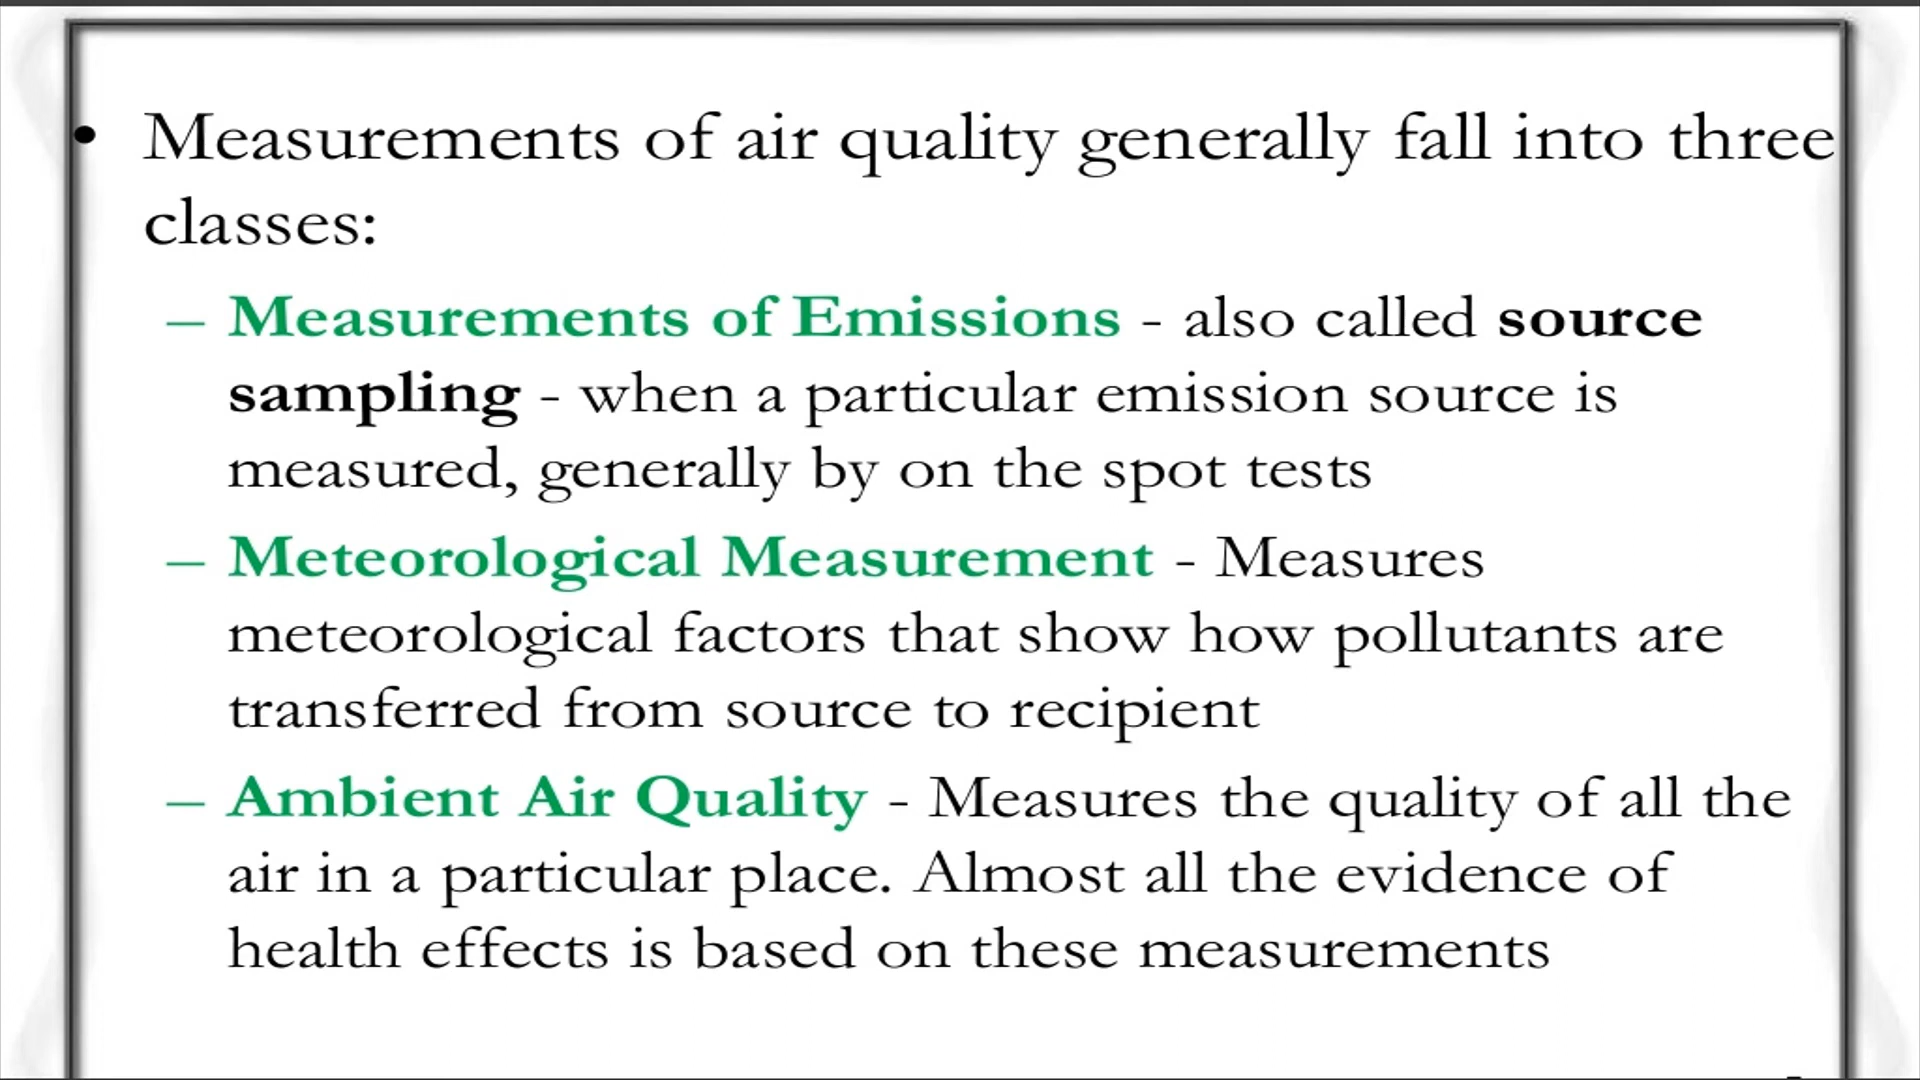 • Measurements of air quality generally fall into three
classes:
– Measurements of Emissions - also called source
sampling - when a particular emission source is
measured, generally by on the spot tests
– Meteorological Measurement - Measures
meteorological factors that show how pollutants are
transferred from source to recipient
– Ambient Air Quality - Measures the quality of all the
air in a particular place. Almost all the evidence of
health effects is based on these measurements